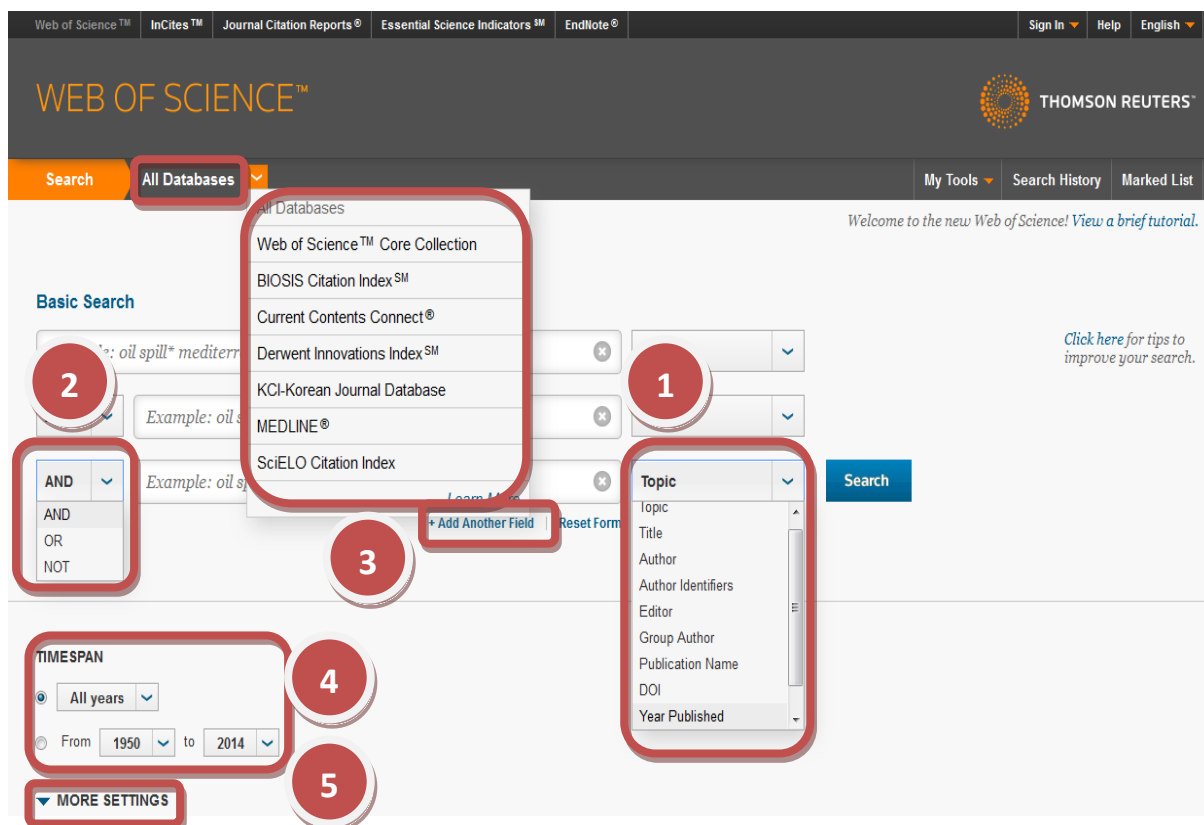 Web of Science™ InCites™ Journal Citation Reports® Essential Science Indicators SM EndNote® Sign In Help English
WEB OF SCIENCE™
THOMSON REUTERS™
Search All Databases My Tools Search History Marked List
All Databases
Welcome to the new Web of Science! View a brief tutorial.
Web of Science™ Core Collection
BIOSIS Citation Index SM
Basic Search
Current Contents Connect®
Click here for tips to
improve your search.
: oil spill* mediterr
Derwent Innovations Index SM
2
1
KCI-Korean Journal Database
Example: oil s
MEDLINE®
SciELO Citation Index
AND Example: oil sp Topic Search
Learn More
AND
OR
NOT
+ Add Another Field | Reset Form
3
Topic
Title
Author
Author Identifiers
Editor
Group Author
Publication Name
DOI
Year Published
TIMESPAN
4
All years
From 1950 to 2014
5
MORE SETTINGS